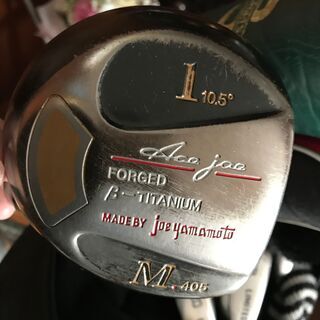 1 10.5°
Ace joe
FORGED
β-TITANIUM
MADE BY joe yamamoto
M.405